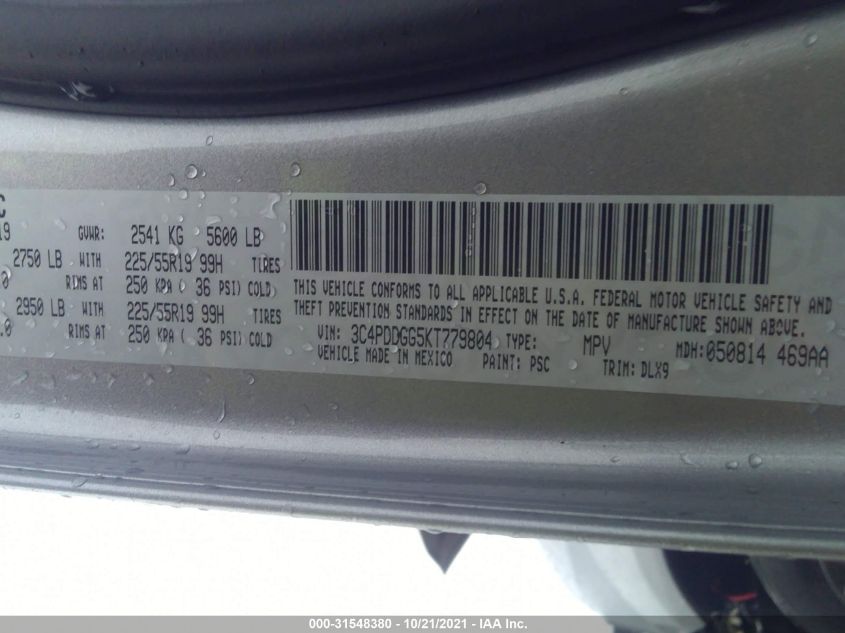 C
19 GVWR: 2541 KG 5600 LB
2750 LB WITH 225/55R19 99H TIRES
.0 RIMS AT 250 KPA ( 36 PSI) COLD
2950 LB WITH 225/55R19 99H TIRES
.0 RIMS AT 250 KPA ( 36 PSI) COLD
THIS VEHICLE CONFORMS TO ALL APPLICABLE U.S.A. FEDERAL MOTOR VEHICLE SAFETY AND
THEFT PREVENTION STANDARDS IN EFFECT ON THE DATE OF MANUFACTURE SHOWN ABOVE.
VIN: 3C4PDDGG5KT779804 TYPE: MPV MDH:050814 469AA
VEHICLE MADE IN MEXICO PAINT: PSC TRIM: DLX9
000-31548380 - 10/21/2021 - IAA Inc.